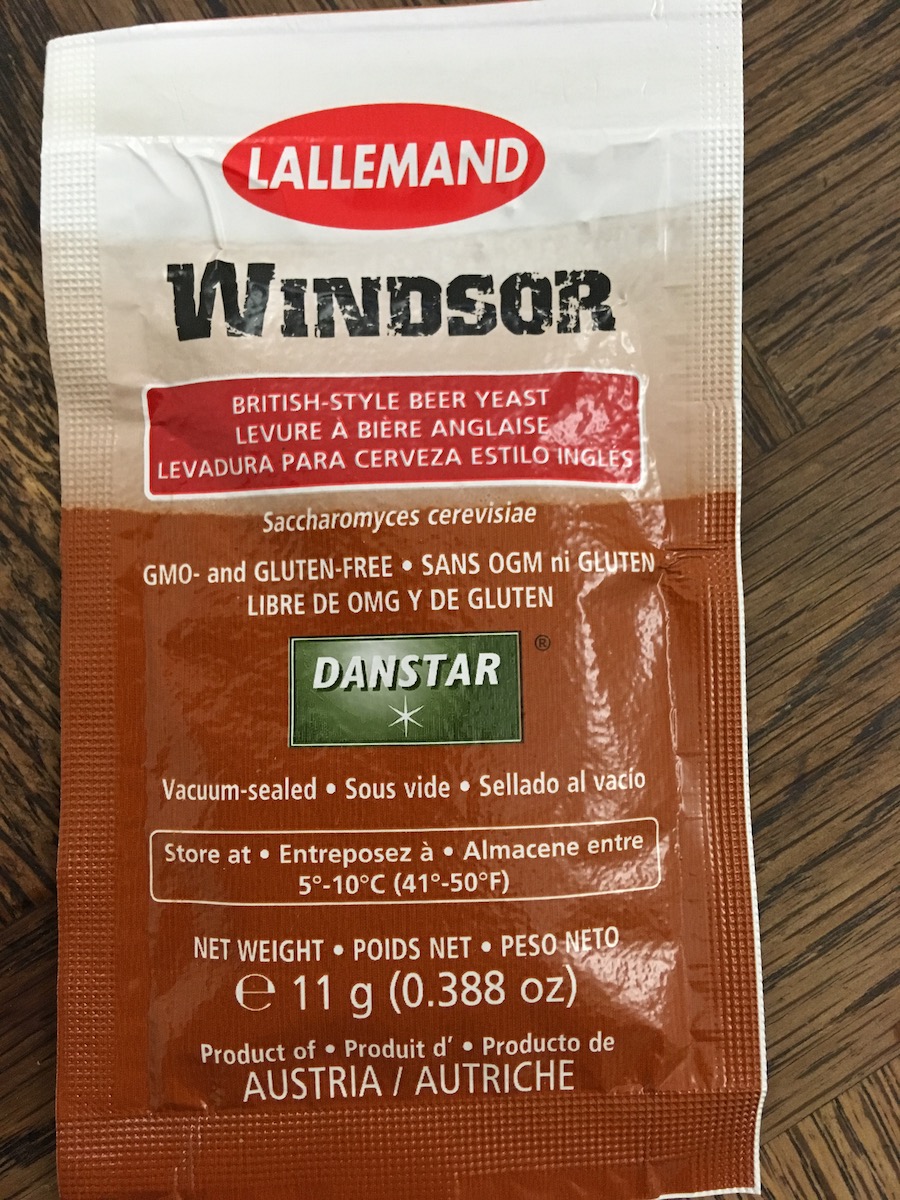 LALLEMAND
WINDSOR
BRITISH-STYLE BEER YEAST
LEVURE À BIÈRE ANGLAISE
LEVADURA PARA CERVEZA ESTILO INGLÉS
Saccharomyces cerevisiae
GMO- and GLUTEN-FREE • SANS OGM ni GLUTEN
LIBRE DE OMG Y DE GLUTEN
DANSTAR ®
Vacuum-sealed • Sous vide • Sellado al vacío
Store at • Entreposez à • Almacene entre
5°-10°C (41°-50°F)
NET WEIGHT • POIDS NET • PESO NETO
℮ 11 g (0.388 oz)
Product of • Produit d' • Producto de
AUSTRIA / AUTRICHE